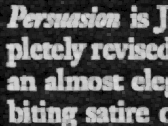 Persuasion is J
pletely revised
an almost eleg
biting satire